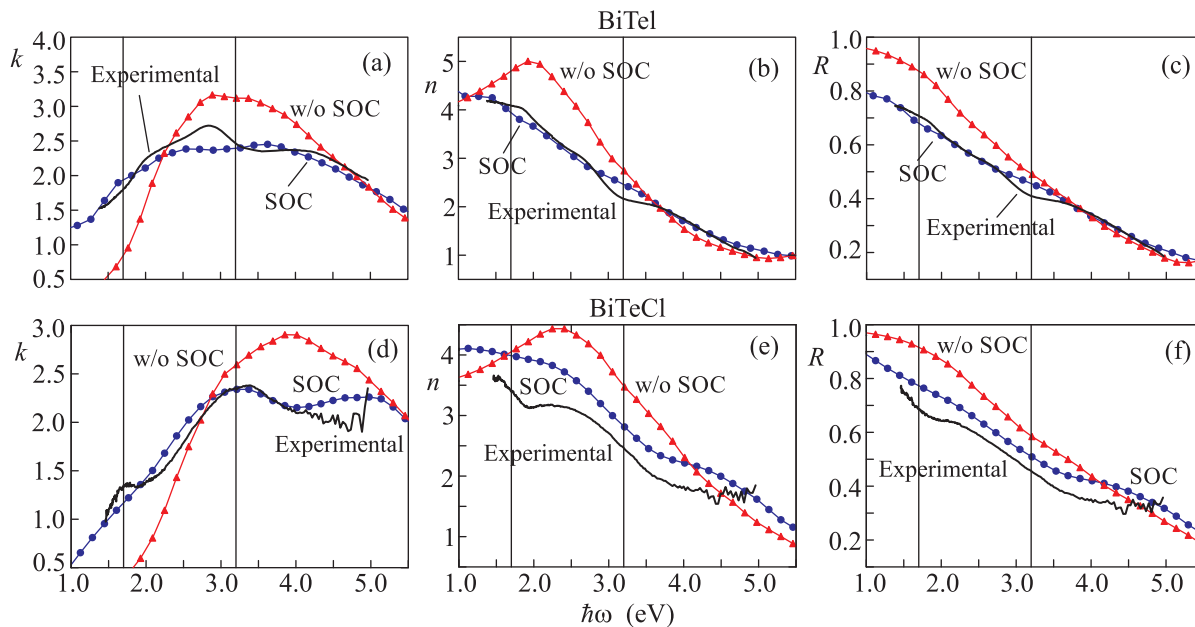 BiTeI
4.0
3.5
3.0
2.5
2.0
1.5
1.0
0.5
k
Experimental
(a)
w/o SOC
SOC
5
4
3
2
1
n
w/o SOC
(b)
SOC
Experimental
1.0
0.8
0.6
0.4
0.2
R
w/o SOC
(c)
SOC
Experimental
BiTeCl
3.0
2.5
2.0
1.5
1.0
0.5
k
w/o SOC
(d)
SOC
Experimental
1.0 2.0 3.0 4.0 5.0
4
3
2
1
n
(e)
SOC
w/o SOC
Experimental
1.0 2.0 3.0 4.0 5.0
1.0
0.8
0.6
0.4
0.2
R
w/o SOC
(f)
Experimental
SOC
1.0 2.0 3.0 4.0 5.0
ħω (eV)